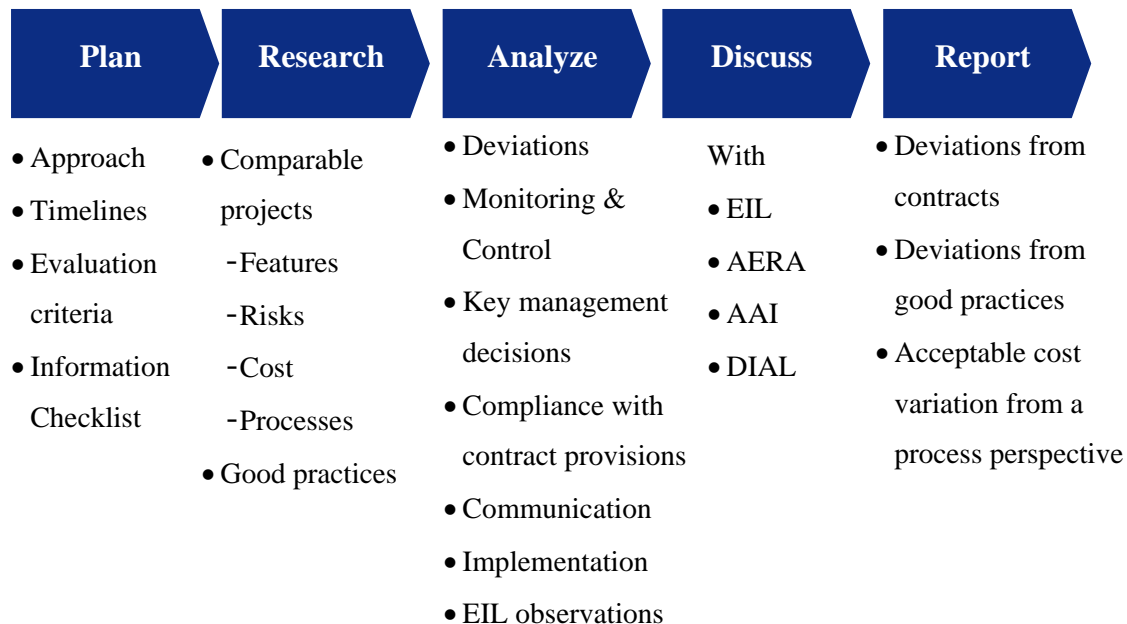 Plan
Research
Analyze
Discuss
Report
• Approach
• Timelines
• Evaluation
criteria
• Information
Checklist
• Comparable
projects
-Features
-Risks
-Cost
-Processes
• Good practices
• Deviations
• Monitoring &
Control
• Key management
decisions
• Compliance with
contract provisions
• Communication
• Implementation
• EIL observations
With
• EIL
• AERA
• AAI
• DIAL
• Deviations from
contracts
• Deviations from
good practices
• Acceptable cost
variation from a
process perspective